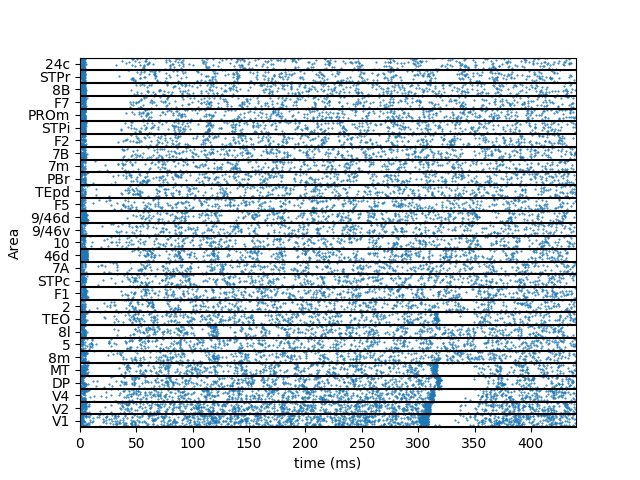 24c
STPr
8B
F7
PROm
STPi
F2
7B
7m
PBr
TEpd
F5
9/46d
9/46v
10
46d
7A
STPc
F1
2
TEO
8l
5
8m
MT
DP
V4
V2
V1
Area
0 50 100 150 200 250 300 350 400
time (ms)